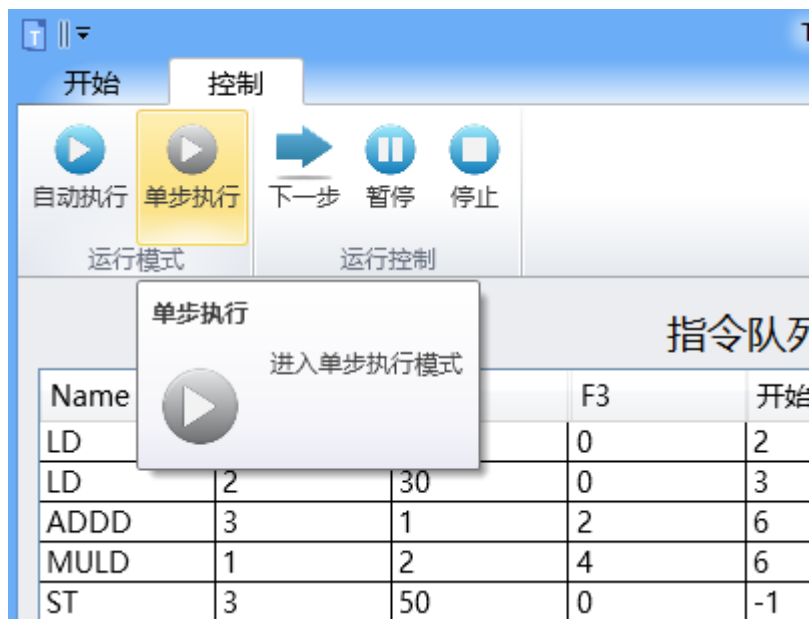 T
开始 控制
自动执行 单步执行 下一步 暂停 停止
运行模式 运行控制
单步执行
进入单步执行模式
指令队列
Name F3 开始
LD 0 2
LD 2 30 0 3
ADDD 3 1 2 6
MULD 1 2 4 6
ST 3 50 0 -1